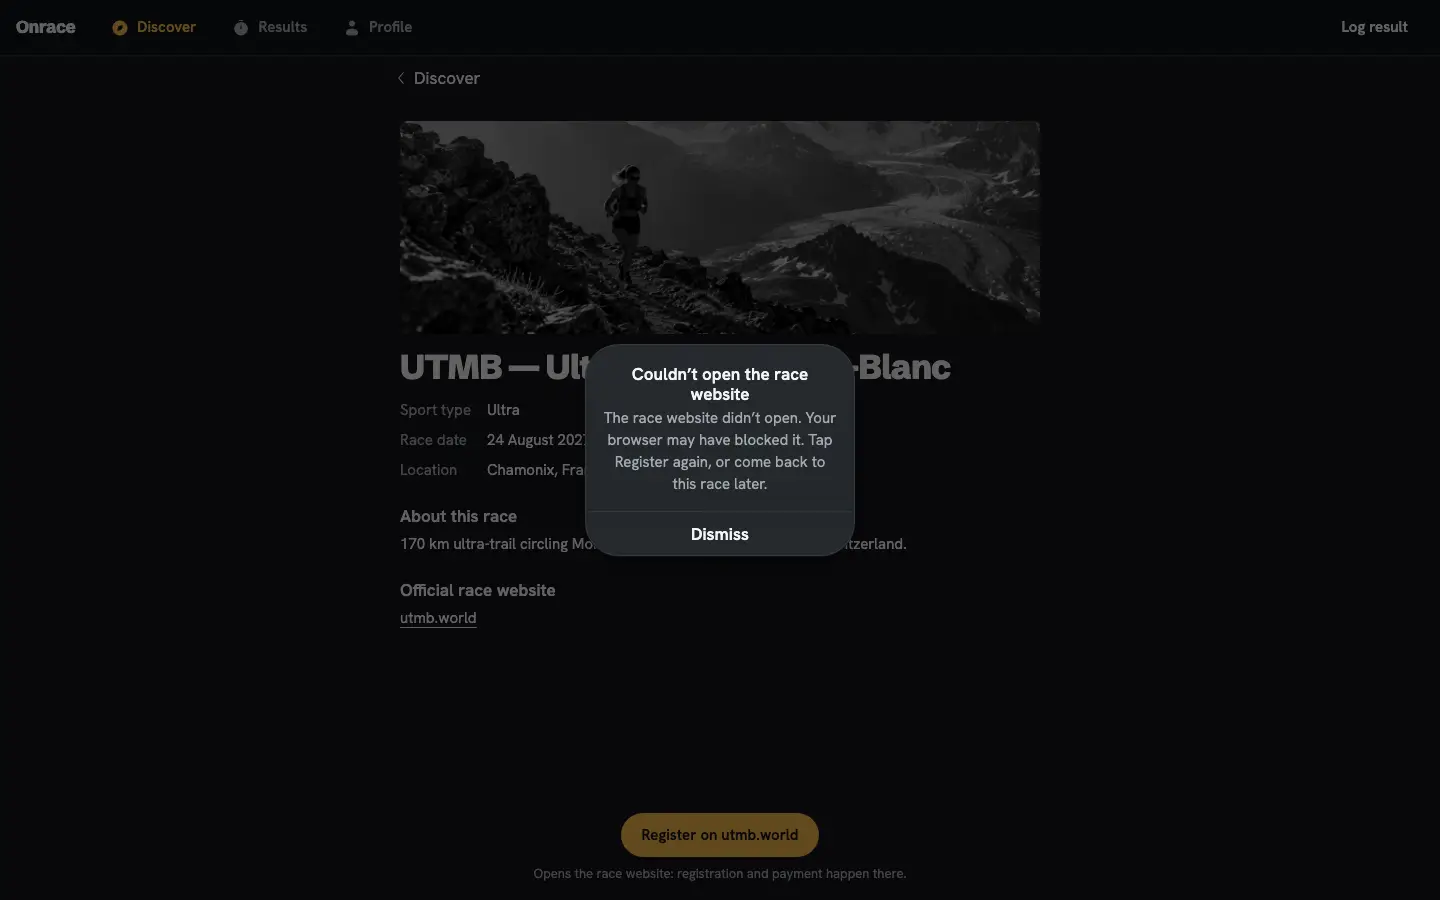 Onrace
Discover
Results
Profile
Log result
Discover
UTMB — Ult
-Blanc
Sport type Ultra
Race date 24 August 2027
Location Chamonix, Fra
About this race
170 km ultra-trail circling Mo
tzerland.
Official race website
utmb.world
Couldn’t open the race
website
The race website didn’t open. Your
browser may have blocked it. Tap
Register again, or come back to
this race later.
Dismiss
Register on utmb.world
Opens the race website: registration and payment happen there.